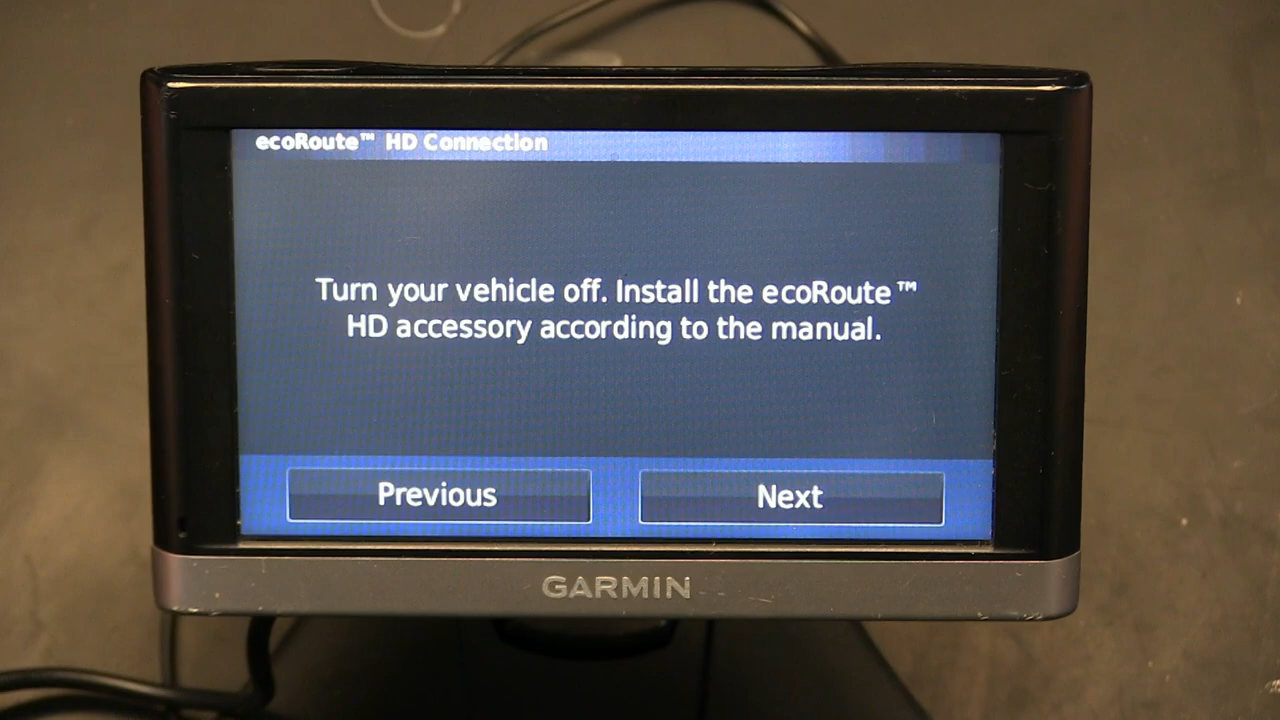 ecoRoute™ HD Connection
Turn your vehicle off. Install the ecoRoute™
HD accessory according to the manual.
Previous Next
GARMIN